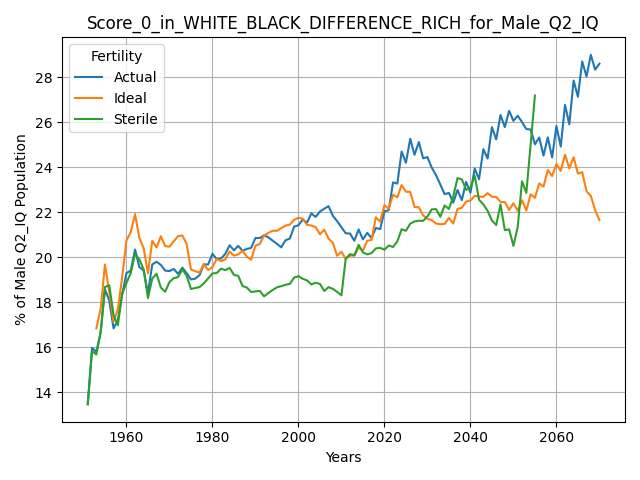 Score_0_in_WHITE_BLACK_DIFFERENCE_RICH_for_Male_Q2_IQ
Fertility
Actual
Ideal
Sterile
% of Male Q2_IQ Population
28
26
24
22
20
18
16
14
1960
1980
2000
2020
2040
2060
Years